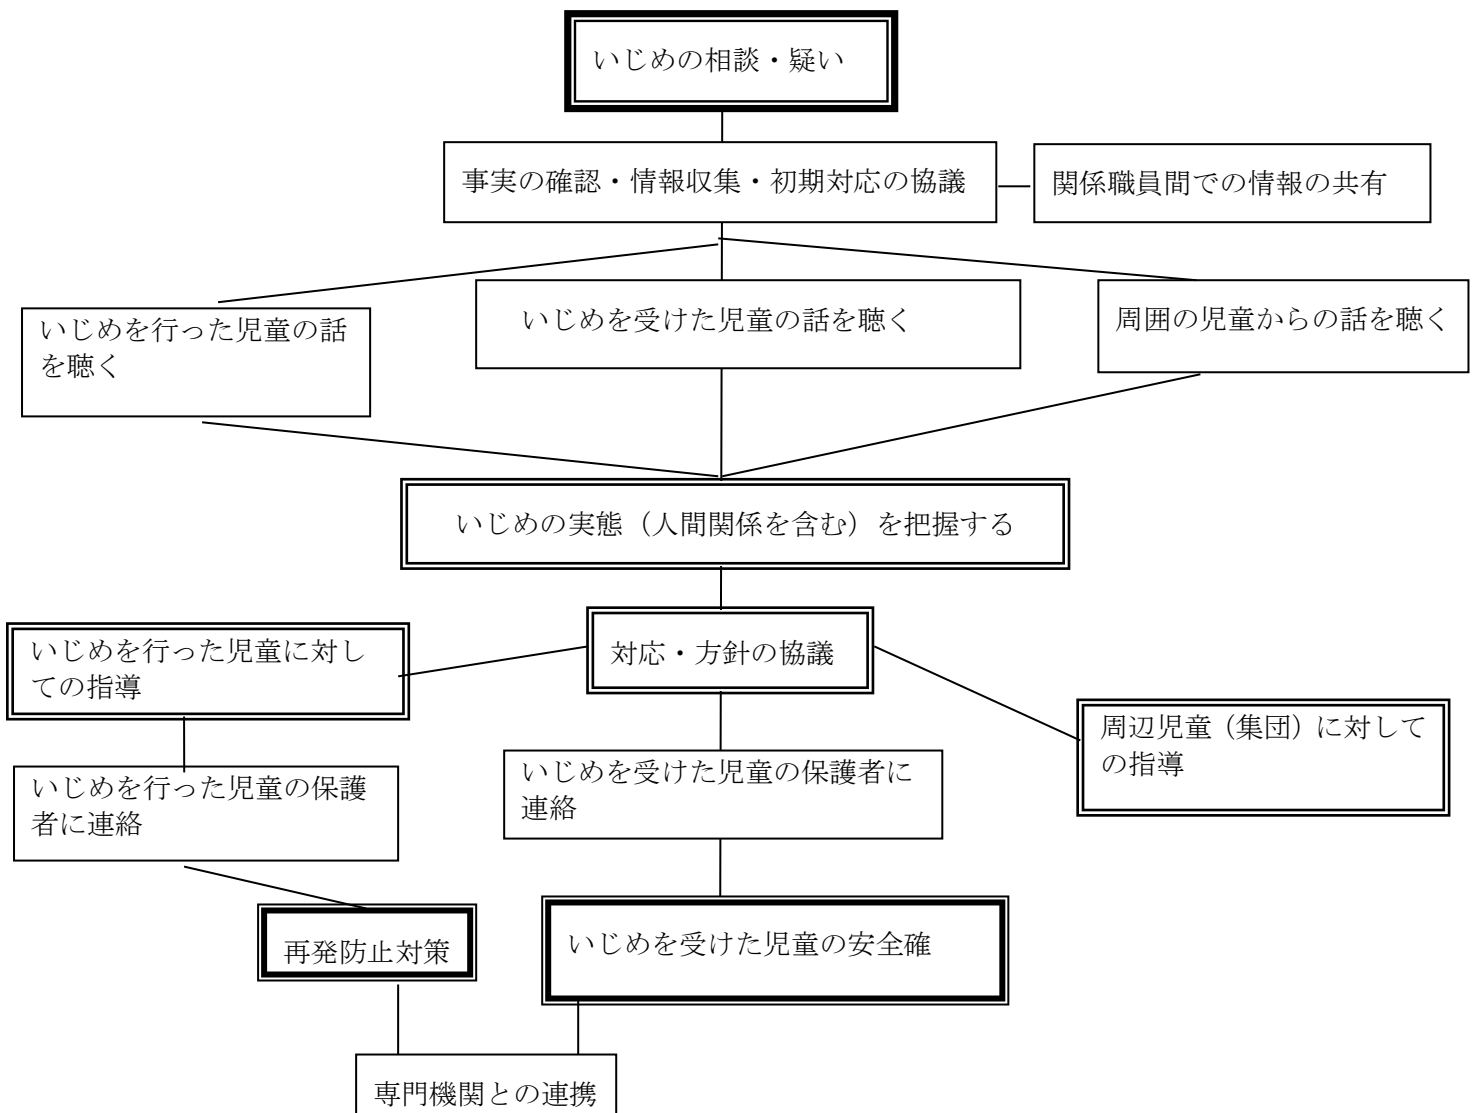 いじめの相談・疑い
事実の確認・情報収集・初期対応の協議
関係職員間での情報の共有
いじめを行った児童の話
を聴く
いじめを受けた児童の話を聴く
周囲の児童からの話を聴く
いじめの実態（人間関係を含む）を把握する
いじめを行った児童に対し
ての指導
対応・方針の協議
周辺児童（集団）に対して
の指導
いじめを行った児童の保護
者に連絡
いじめを受けた児童の保護者に
連絡
再発防止対策
いじめを受けた児童の安全確
専門機関との連携